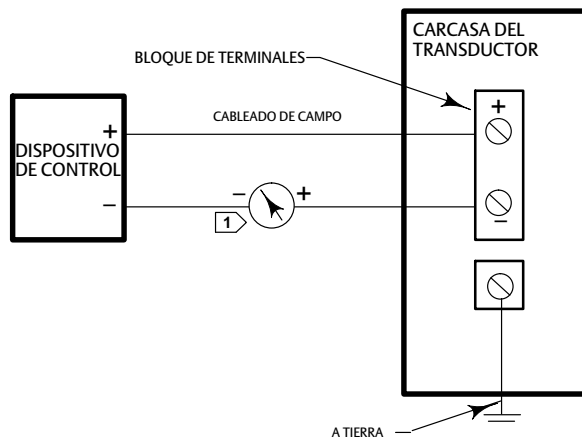 CARCASA DEL
TRANSDUCTOR
BLOQUE DE TERMINALES
+
CABLEADO DE CAMPO
+
DISPOSITIVO
DE CONTROL
−
− +
1
−
A TIERRA